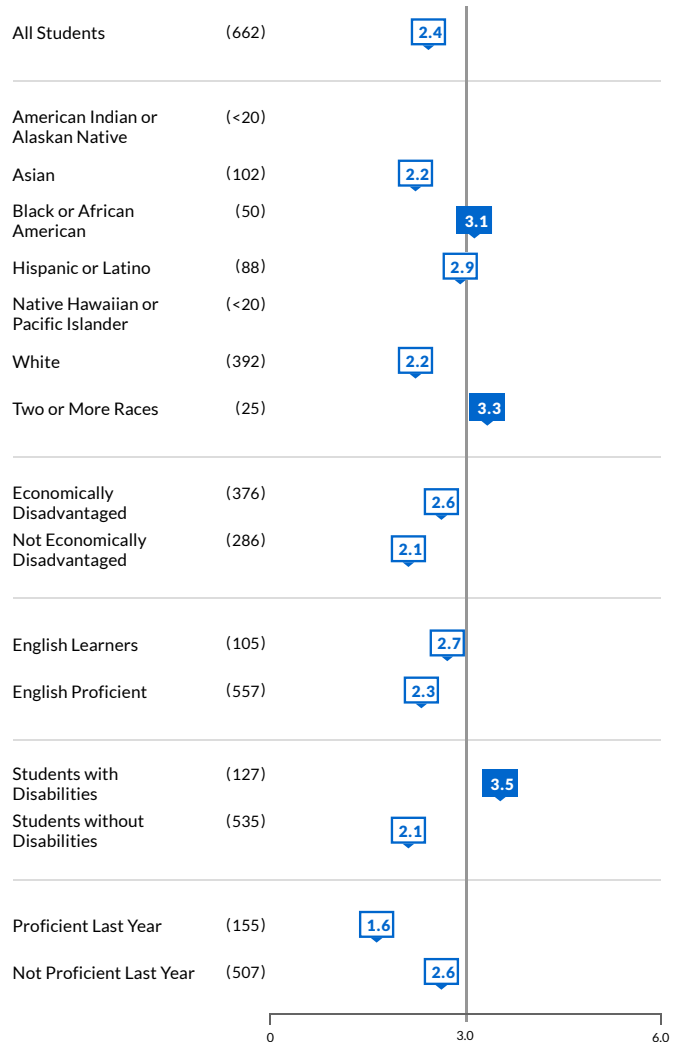 All Students (662) 2.4
American Indian or (<20)
Alaskan Native
Asian (102) 2.2
Black or African (50) 3.1
American
Hispanic or Latino (88) 2.9
Native Hawaiian or (<20)
Pacific Islander
White (392) 2.2
Two or More Races (25) 3.3
Economically (376) 2.6
Disadvantaged
Not Economically (286) 2.1
Disadvantaged
English Learners (105) 2.7
English Proficient (557) 2.3
Students with (127) 3.5
Disabilities
Students without (535) 2.1
Disabilities
Proficient Last Year (155) 1.6
Not Proficient Last Year (507) 2.6
0 3.0 6.0